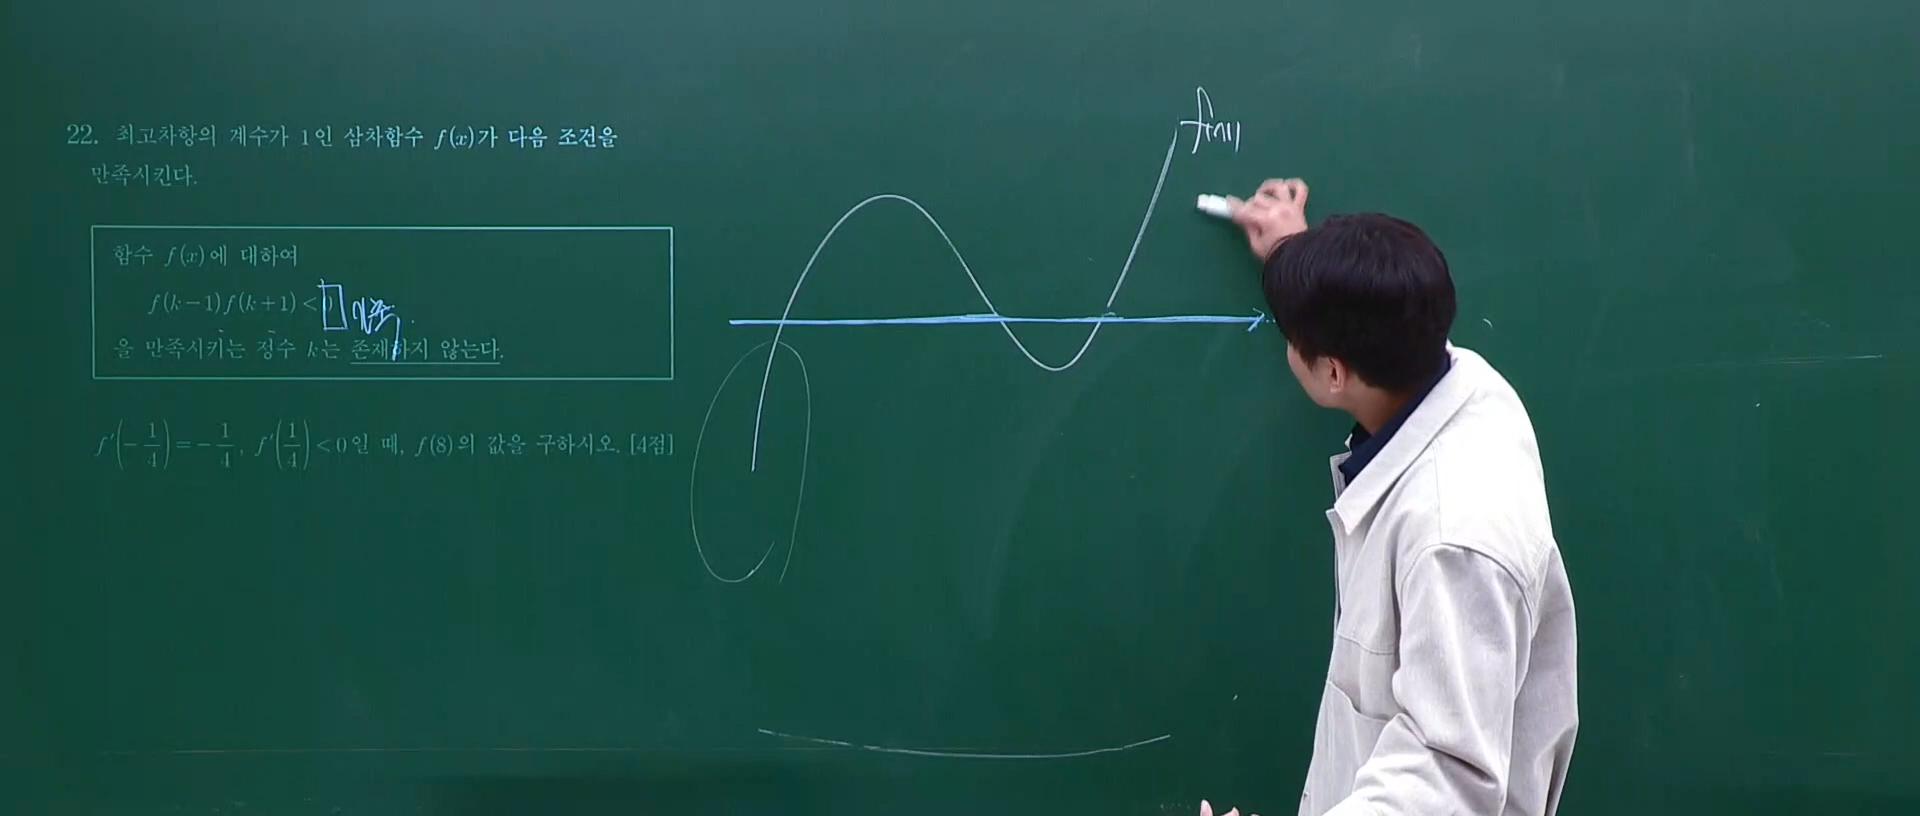 22. 최고차항의 계수가 1인 삼차함수 f(x)가 다음 조건을
만족시킨다.
함수 f(x)에 대하여
f(k-1)f(k+1)<
을 만족시키는 정수 k는 존재하지 않는다.
f'(-1/4)=-1/4, f'(1/4)<0일 때, f(8)의 값을 구하시오. [4점]